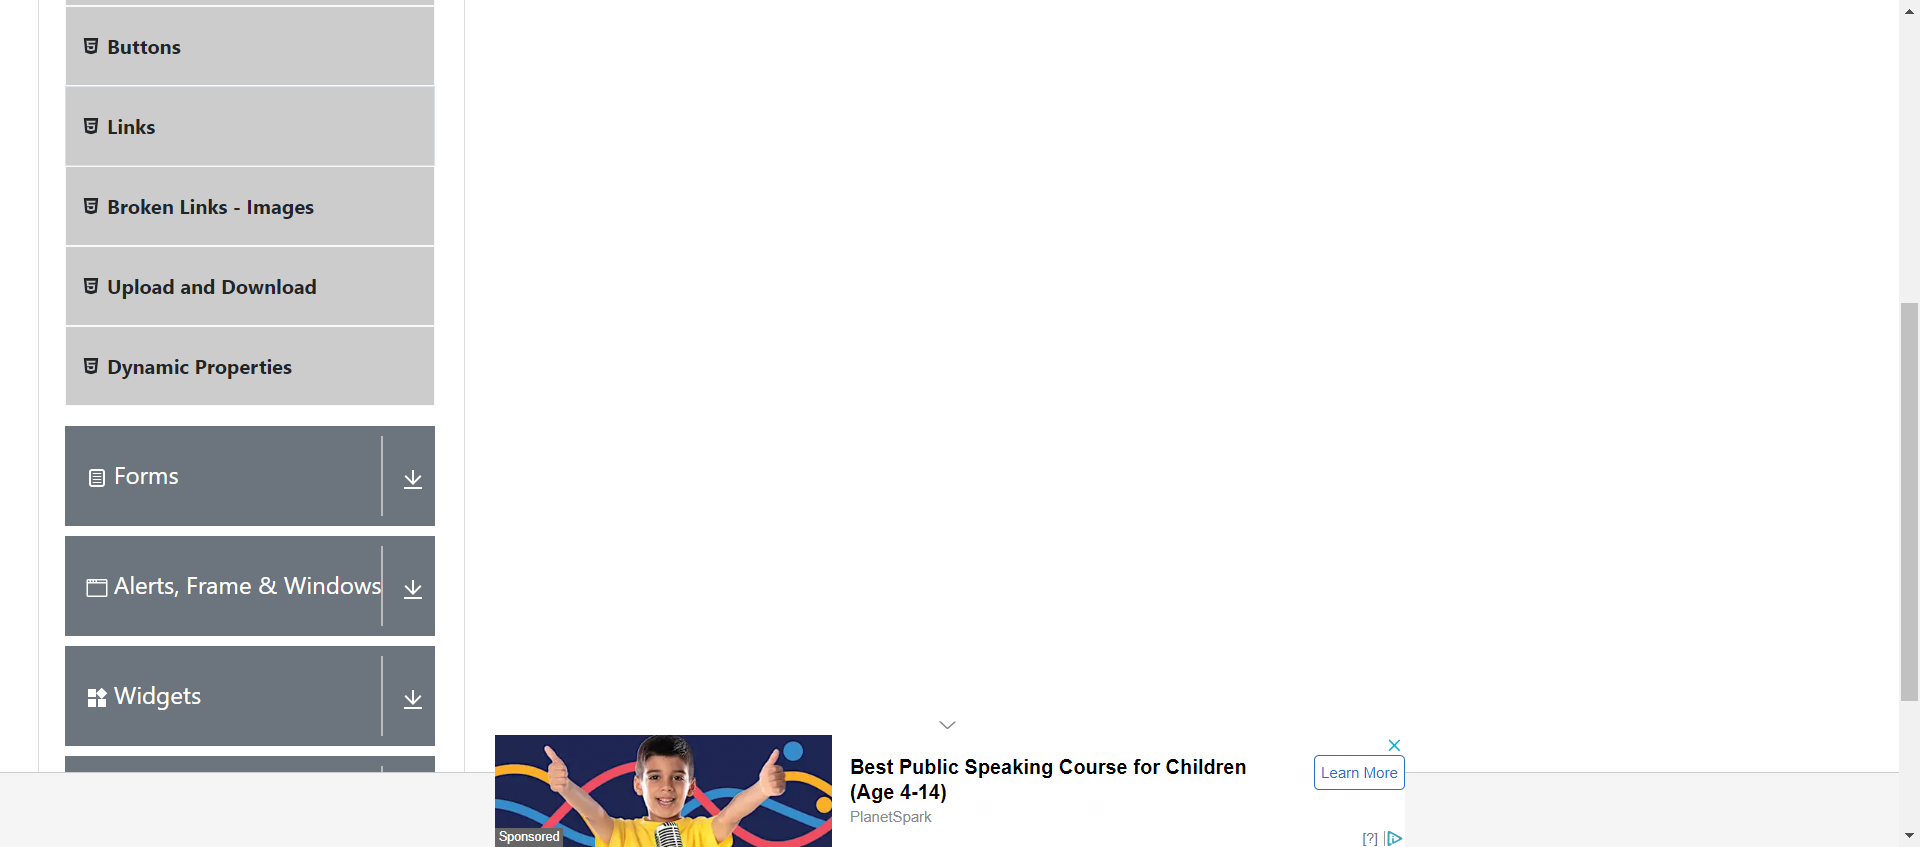 Buttons
Links
Broken Links - Images
Upload and Download
Dynamic Properties
Forms
Alerts, Frame & Windows
Widgets
Best Public Speaking Course for Children
(Age 4-14)
PlanetSpark
Learn More
Sponsored
[?]